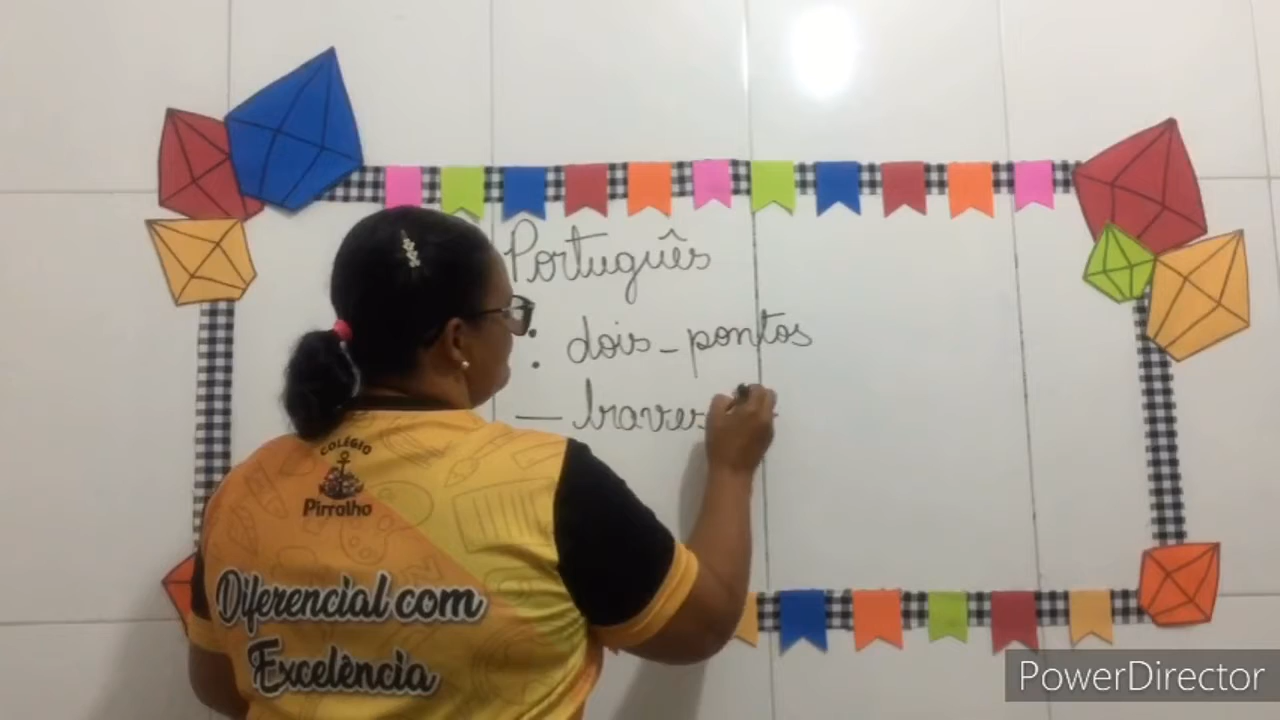 Português
: dois-pontos
— traves
COLÉGIO
Pirralho
Diferencial com
Excelência
PowerDirector